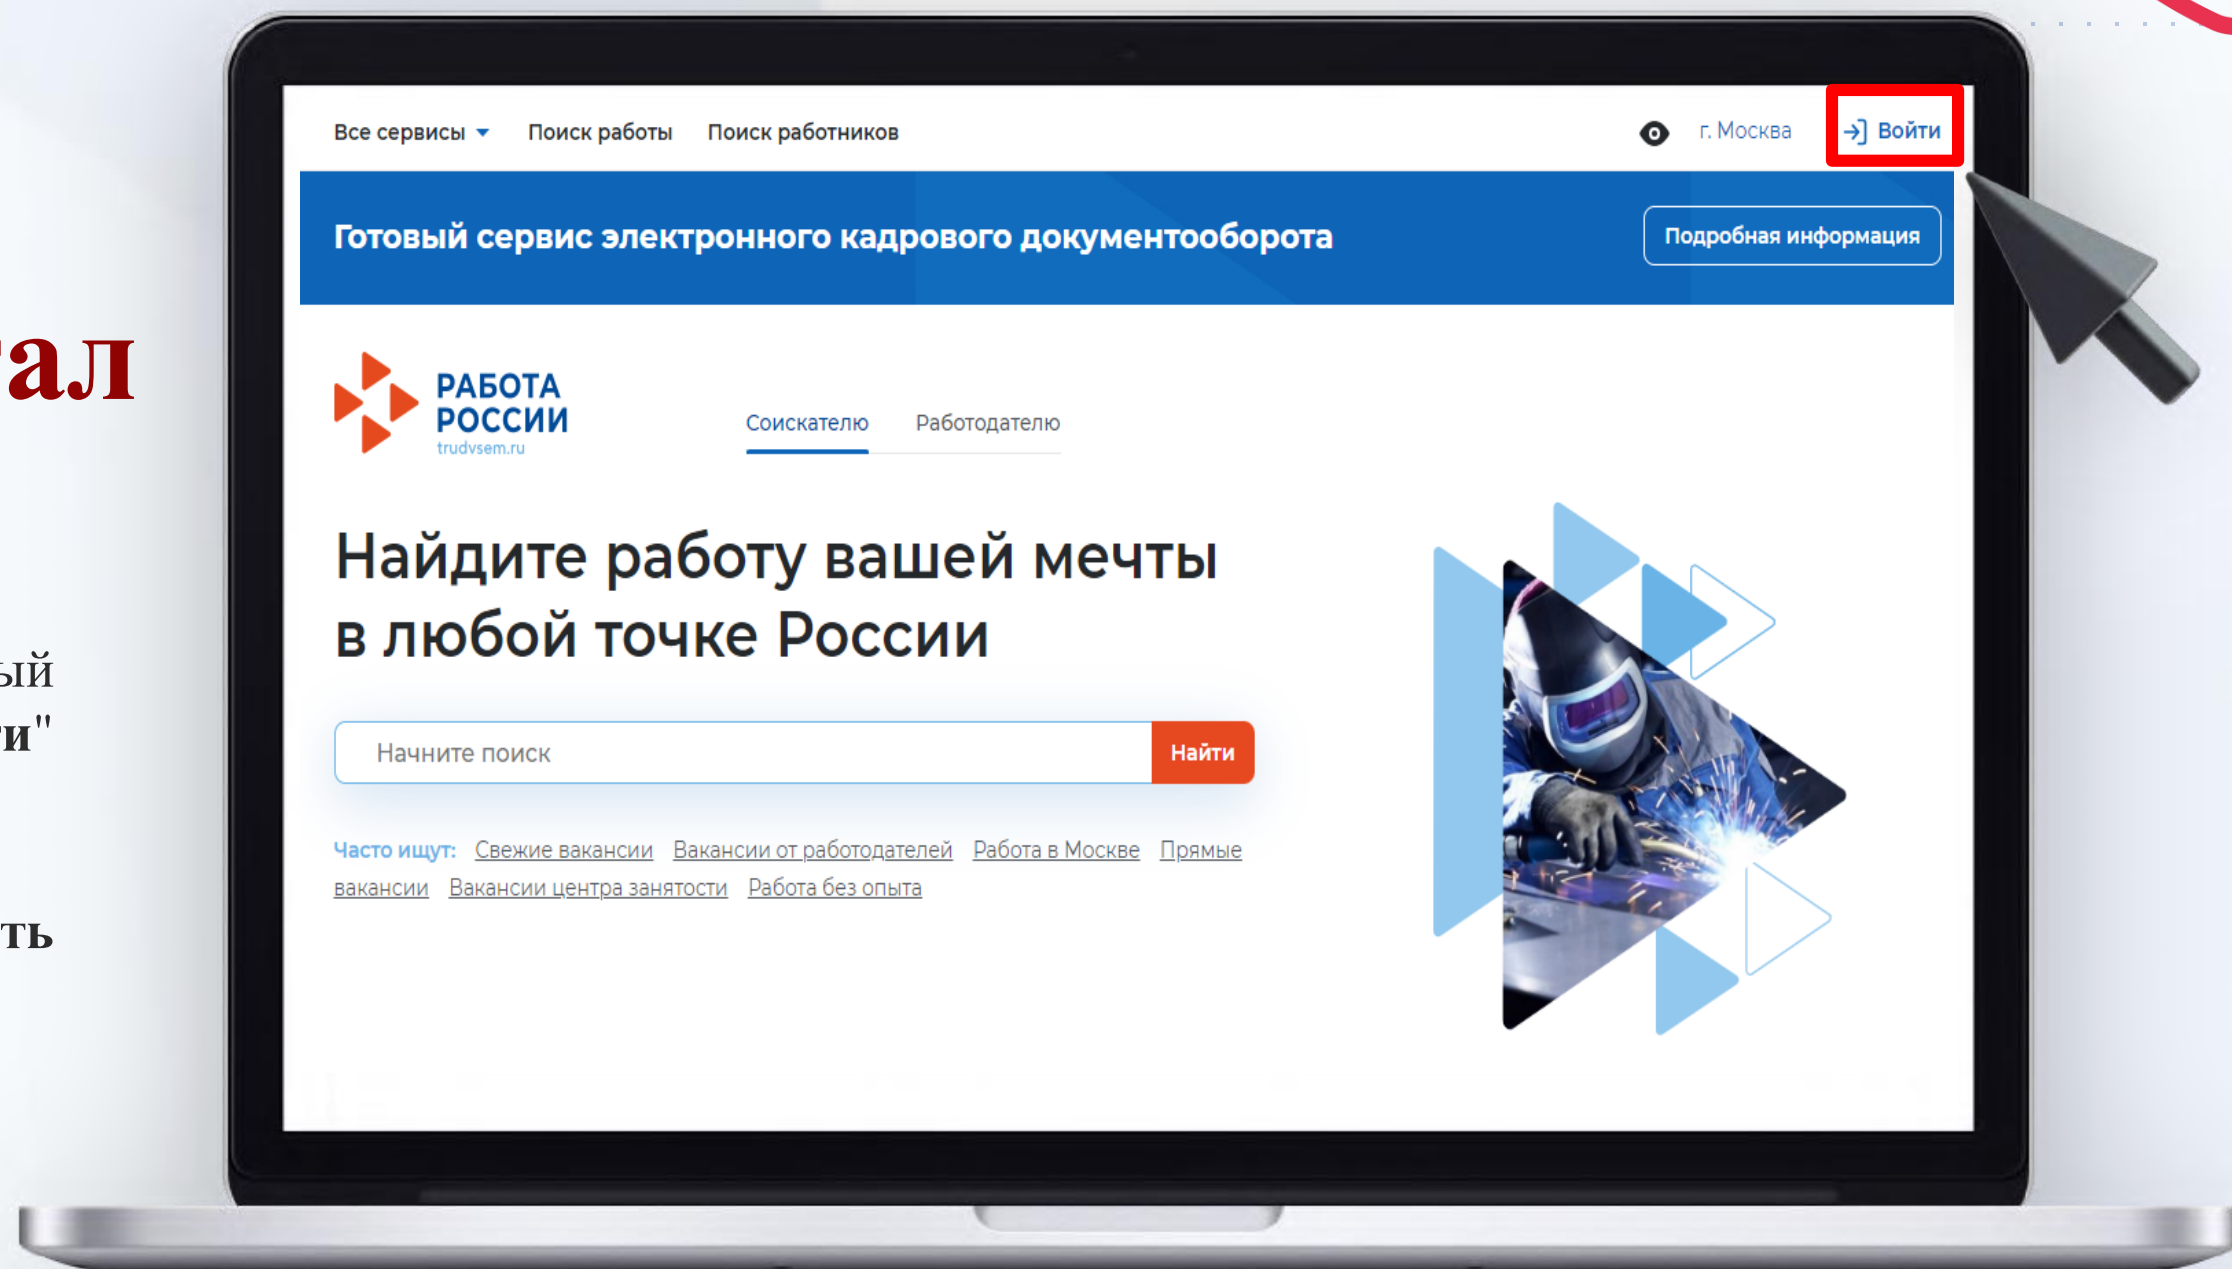 Все сервисы Поиск работы Поиск работников г. Москва Войти
Готовый сервис электронного кадрового документооборота Подробная информация
РАБОТА
РОССИИ
trudvsem.ru
Соискателю Работодателю
Найдите работу вашей мечты
в любой точке России
Начните поиск Найти
Часто ищут: Свежие вакансии Вакансии от работодателей Работа в Москве Прямые
вакансии Вакансии центра занятости Работа без опыта
ал
ый
и"
ть